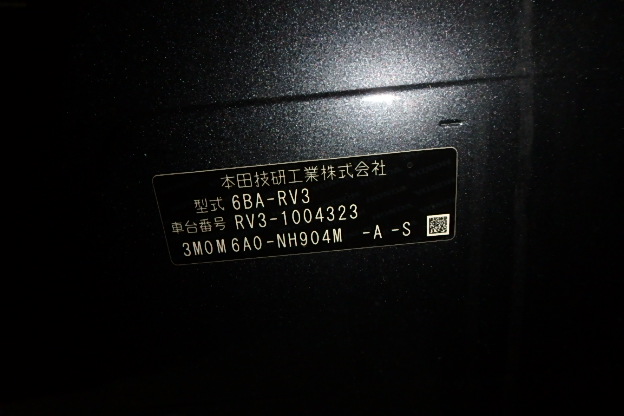 本田技研工業株式会社
型式 6BA-RV3
車台番号 RV3-1004323
3M0M6A0-NH904M -A-S